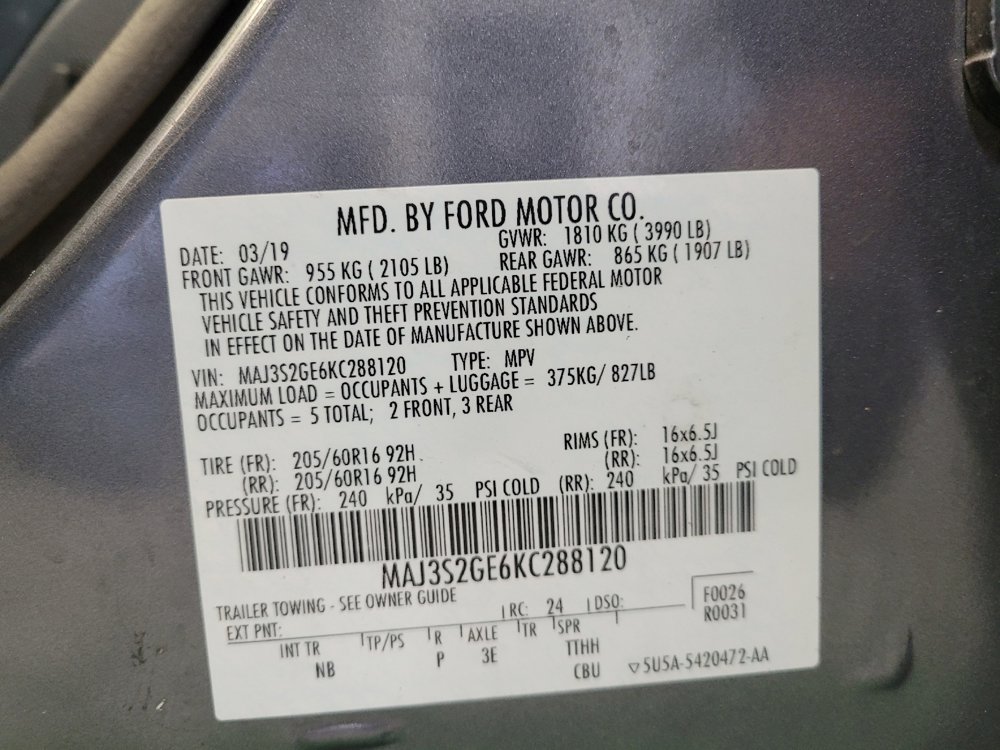 MFD. BY FORD MOTOR CO.
DATE: 03/19 GVWR: 1810 KG ( 3990 LB)
FRONT GAWR: 955 KG ( 2105 LB) REAR GAWR: 865 KG ( 1907 LB)
THIS VEHICLE CONFORMS TO ALL APPLICABLE FEDERAL MOTOR
VEHICLE SAFETY AND THEFT PREVENTION STANDARDS
IN EFFECT ON THE DATE OF MANUFACTURE SHOWN ABOVE.
VIN: MAJ3S2GE6KC288120 TYPE: MPV
MAXIMUM LOAD = OCCUPANTS + LUGGAGE = 375KG/ 827LB
OCCUPANTS = 5 TOTAL; 2 FRONT, 3 REAR
TIRE (FR): 205/60R16 92H RIMS (FR): 16x6.5J
(RR): 205/60R16 92H (RR): 16x6.5J
PRESSURE (FR): 240 kPa/ 35 PSI COLD (RR): 240 kPa/ 35 PSI COLD
MAJ3S2GE6KC288120
TRAILER TOWING - SEE OWNER GUIDE
EXT PNT: RC: 24 DSO: F0026
R0031
INT TR TP/PS R AXLE TR SPR
NB P 3E TTHH
CBU ▽5U5A-5420472-AA